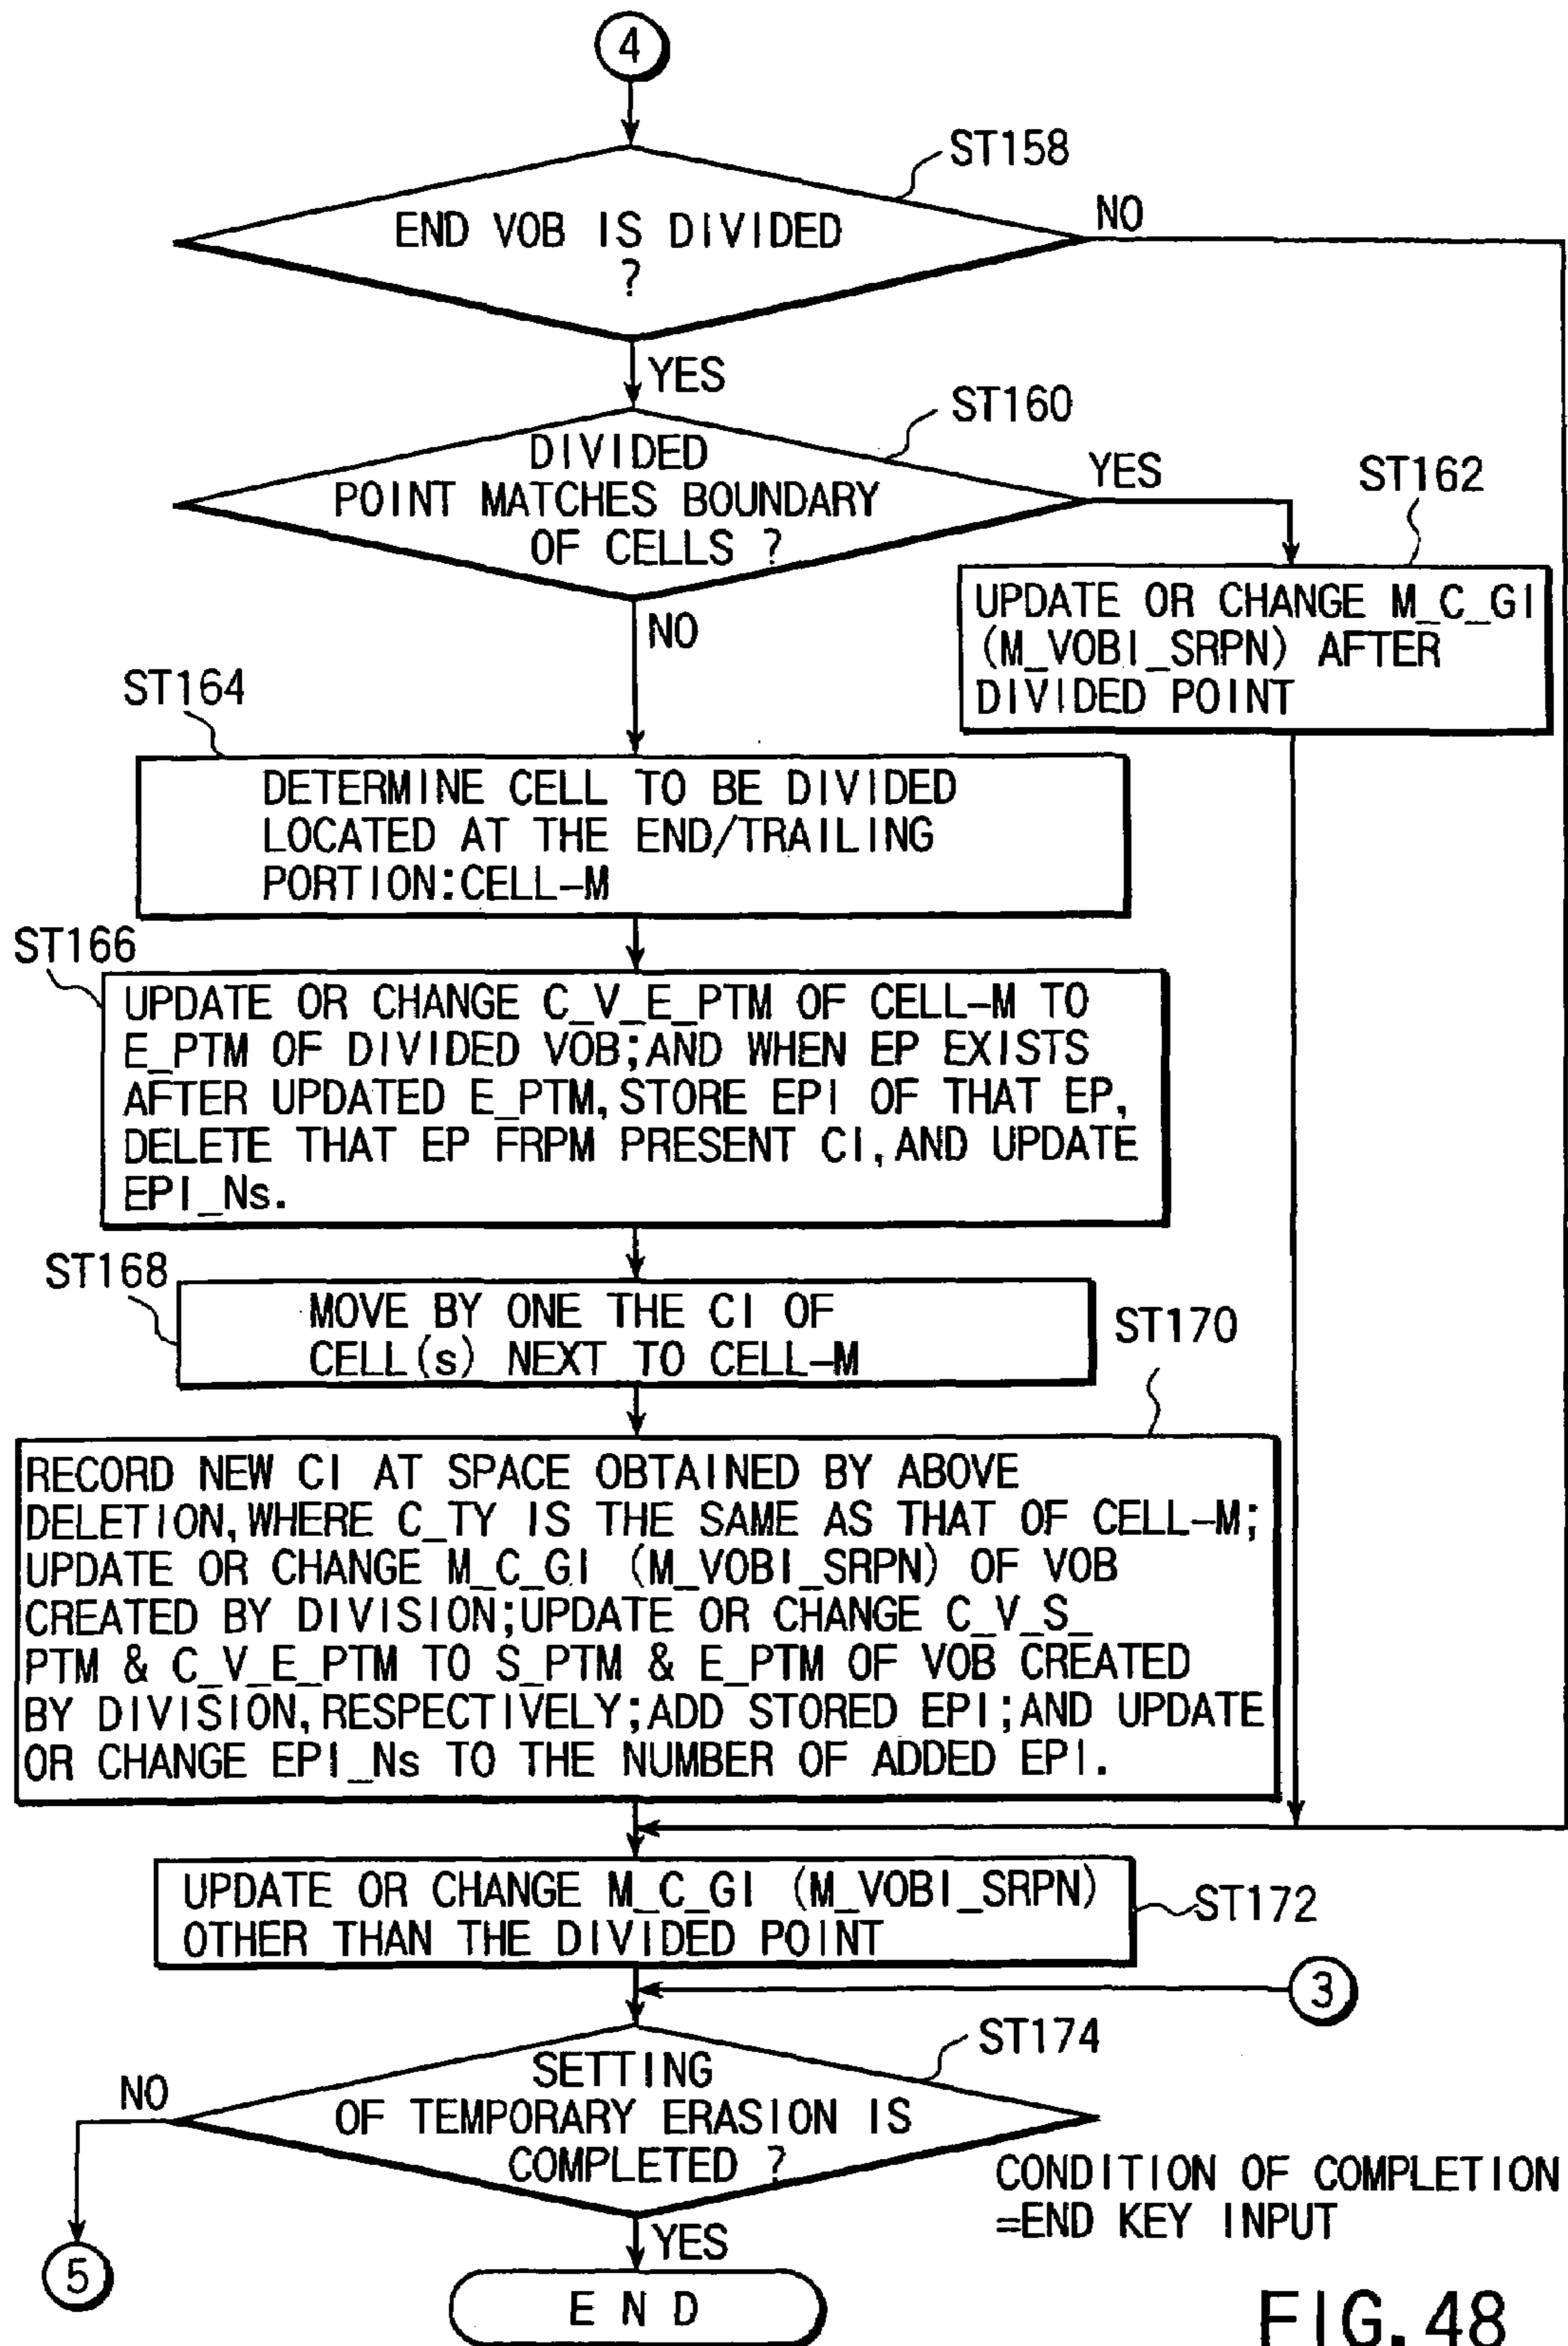 4
ST158
END VOB IS DIVIDED
?
NO
YES
ST160
DIVIDED
POINT MATCHES BOUNDARY
OF CELLS ?
YES
ST162
UPDATE OR CHANGE M_C_GI
(M_VOBI_SRPN) AFTER
DIVIDED POINT
NO
ST164
DETERMINE CELL TO BE DIVIDED
LOCATED AT THE END/TRAILING
PORTION:CELL-M
ST166
UPDATE OR CHANGE C_V_E_PTM OF CELL-M TO
E_PTM OF DIVIDED VOB;AND WHEN EP EXISTS
AFTER UPDATED E_PTM,STORE EPI OF THAT EP,
DELETE THAT EP FRPM PRESENT CI,AND UPDATE
EPI_Ns.
ST168
MOVE BY ONE THE CI OF
CELL(s) NEXT TO CELL-M
ST170
RECORD NEW CI AT SPACE OBTAINED BY ABOVE
DELETION,WHERE C_TY IS THE SAME AS THAT OF CELL-M;
UPDATE OR CHANGE M_C_GI (M_VOBI_SRPN) OF VOB
CREATED BY DIVISION;UPDATE OR CHANGE C_V_S_
PTM & C_V_E_PTM TO S_PTM & E_PTM OF VOB CREATED
BY DIVISION,RESPECTIVELY;ADD STORED EPI;AND UPDATE
OR CHANGE EPI_Ns TO THE NUMBER OF ADDED EPI.
UPDATE OR CHANGE M_C_GI (M_VOBI_SRPN)
OTHER THAN THE DIVIDED POINT
ST172
3
ST174
SETTING
OF TEMPORARY ERASION IS
COMPLETED ?
NO
CONDITION OF COMPLETION
=END KEY INPUT
5
YES
END
FIG. 48